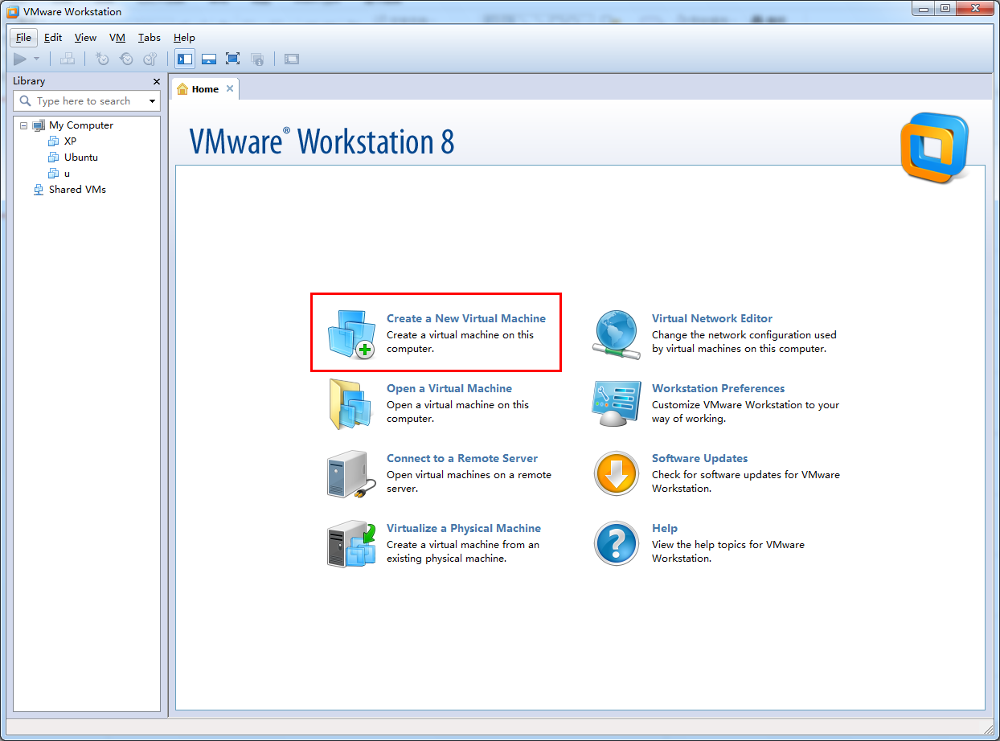 VMware Workstation
File Edit View VM Tabs Help
Library
Type here to search
My Computer
XP
Ubuntu
u
Shared VMs
Home
VMware® Workstation 8
Create a New Virtual Machine
Create a virtual machine on this
computer.
Virtual Network Editor
Change the network configuration used
by virtual machines on this computer.
Open a Virtual Machine
Open a virtual machine on this
computer.
Workstation Preferences
Customize VMware Workstation to your
way of working.
Connect to a Remote Server
Open virtual machines on a remote
server.
Software Updates
Check for software updates for VMware
Workstation.
Virtualize a Physical Machine
Create a virtual machine from an
existing physical machine.
Help
View the help topics for VMware
Workstation.